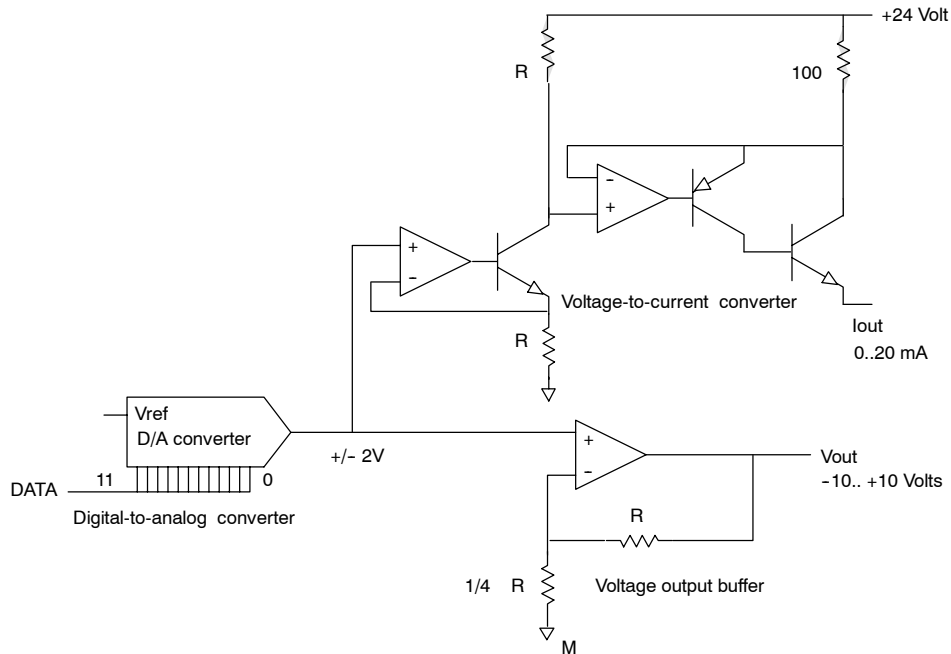 +24 Volt
R
100
-
+
+
-
Voltage-to-current converter
R
Iout
0..20 mA
Vref
D/A converter
+
-
+/- 2V
Vout
-10.. +10 Volts
DATA
11
0
Digital-to-analog converter
R
1/4 R
Voltage output buffer
M